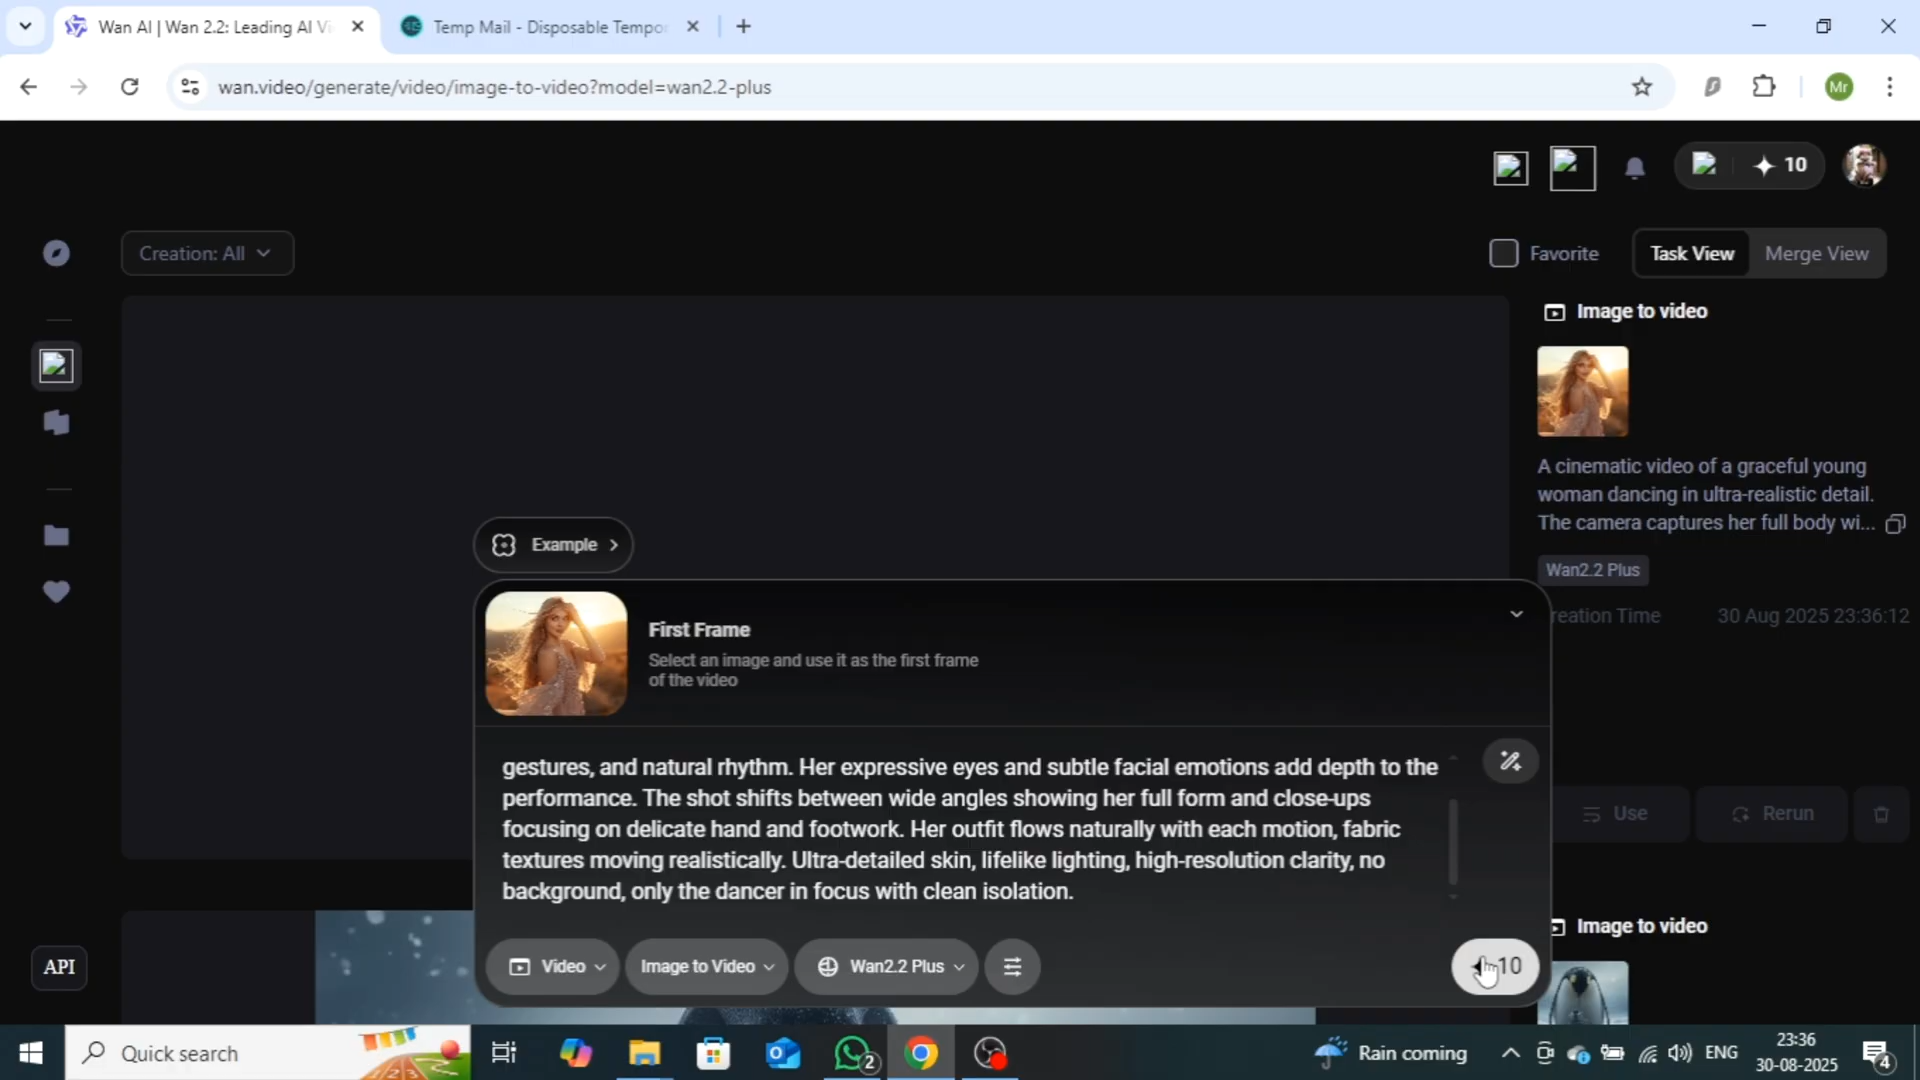 Wan AI | Wan 2.2: Leading AI Vi
Temp Mail - Disposable Tempor
wan.video/generate/video/image-to-video?model=wan2.2-plus
Mr
10
Creation: All
Favorite
Task View
Merge View
Image to video
A cinematic video of a graceful young
woman dancing in ultra-realistic detail.
The camera captures her full body wi...
Wan2.2 Plus
reation Time
30 Aug 2025 23:36:12
Use
Rerun
Example
First Frame
Select an image and use it as the first frame
of the video
gestures, and natural rhythm. Her expressive eyes and subtle facial emotions add depth to the
performance. The shot shifts between wide angles showing her full form and close-ups
focusing on delicate hand and footwork. Her outfit flows naturally with each motion, fabric
textures moving realistically. Ultra-detailed skin, lifelike lighting, high-resolution clarity, no
background, only the dancer in focus with clean isolation.
Video
Image to Video
Wan2.2 Plus
10
Image to video
API
Quick search
2
Rain coming
ENG
23:36
30-08-2025
4